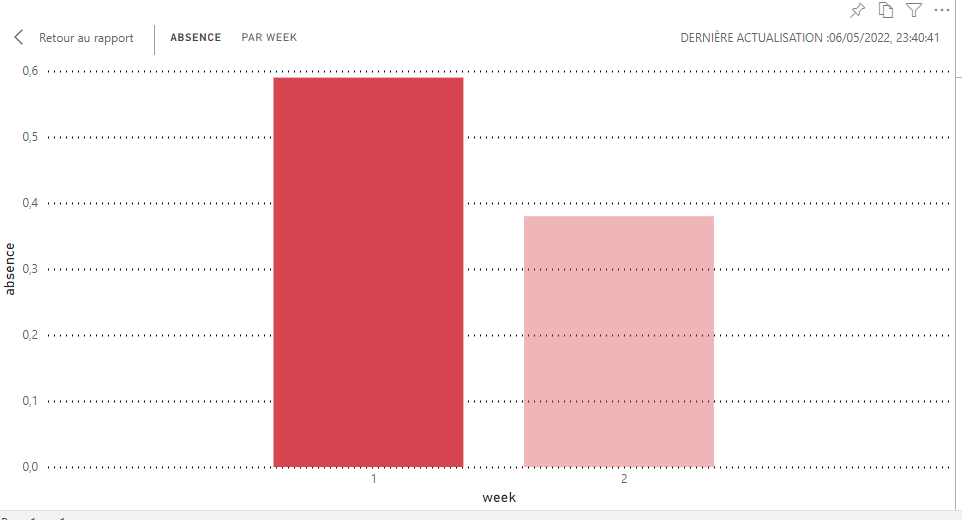 Retour au rapport ABSENCE PAR WEEK DERNIÈRE ACTUALISATION :06/05/2022, 23:40:41
0,6
0,5
0,4
0,3
0,2
0,1
0,0
absence
1 2
week